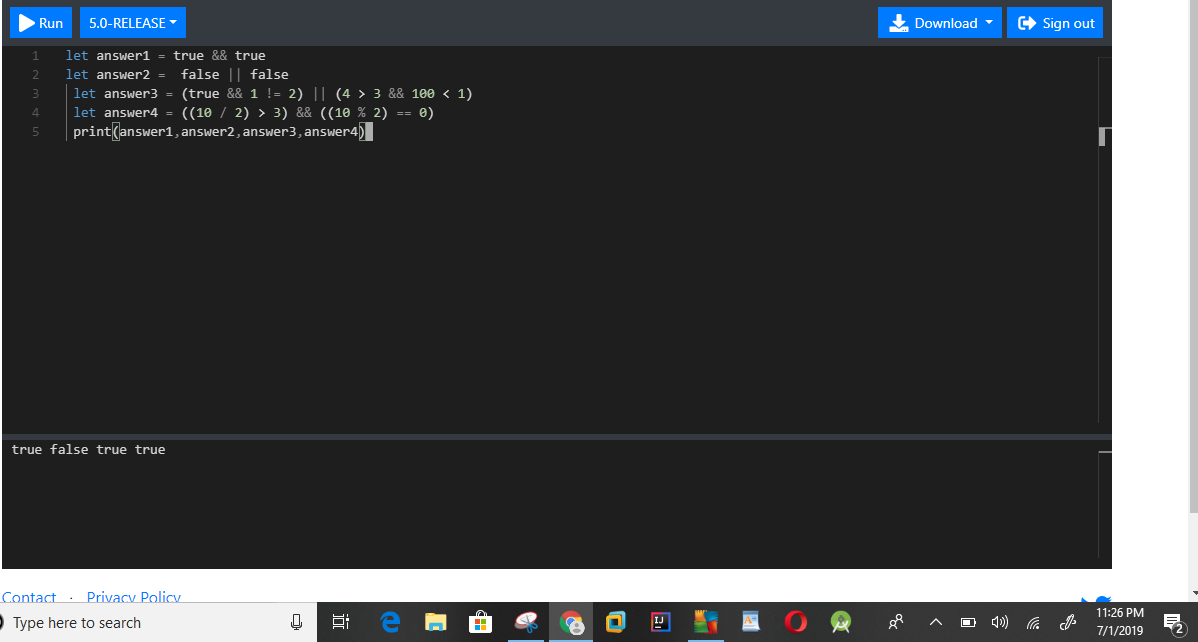 Run 5.0-RELEASE Download Sign out
1 let answer1 = true && true
2 let answer2 =  false || false
3 let answer3 = (true && 1 != 2) || (4 > 3 && 100 < 1)
4 let answer4 = ((10 / 2) > 3) && ((10 % 2) == 0)
5 print(answer1,answer2,answer3,answer4)
true false true true
Contact · Privacy Policy
Type here to search
IJ
11:26 PM
7/1/2019
2